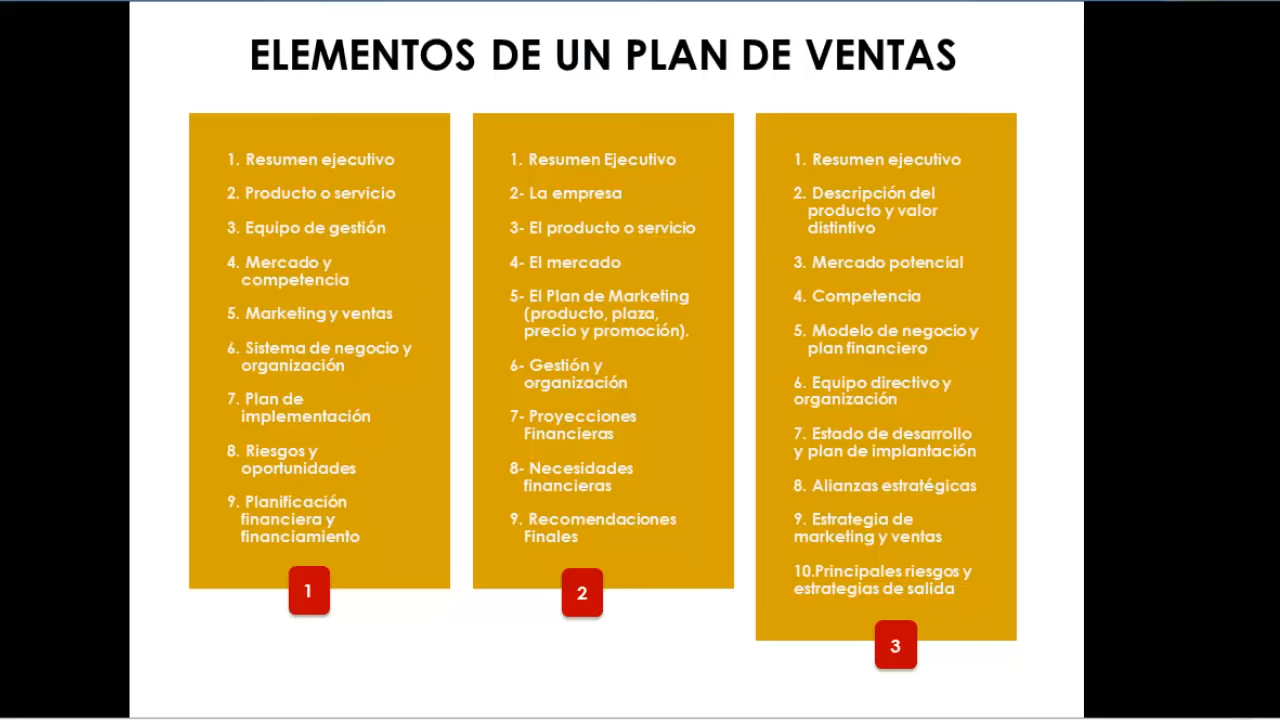 ELEMENTOS DE UN PLAN DE VENTAS
1. Resumen ejecutivo
2. Producto o servicio
3. Equipo de gestión
4. Mercado y
competencia
5. Marketing y ventas
6. Sistema de negocio y
organización
7. Plan de
implementación
8. Riesgos y
oportunidades
9. Planificación
financiera y
financiamiento
1
1. Resumen Ejecutivo
2- La empresa
3- El producto o servicio
4- El mercado
5- El Plan de Marketing
(producto, plaza,
precio y promoción).
6- Gestión y
organización
7- Proyecciones
Financieras
8- Necesidades
financieras
9. Recomendaciones
Finales
2
1. Resumen ejecutivo
2. Descripción del
producto y valor
distintivo
3. Mercado potencial
4. Competencia
5. Modelo de negocio y
plan financiero
6. Equipo directivo y
organización
7. Estado de desarrollo
y plan de implantación
8. Alianzas estratégicas
9. Estrategia de
marketing y ventas
10.Principales riesgos y
estrategias de salida
3